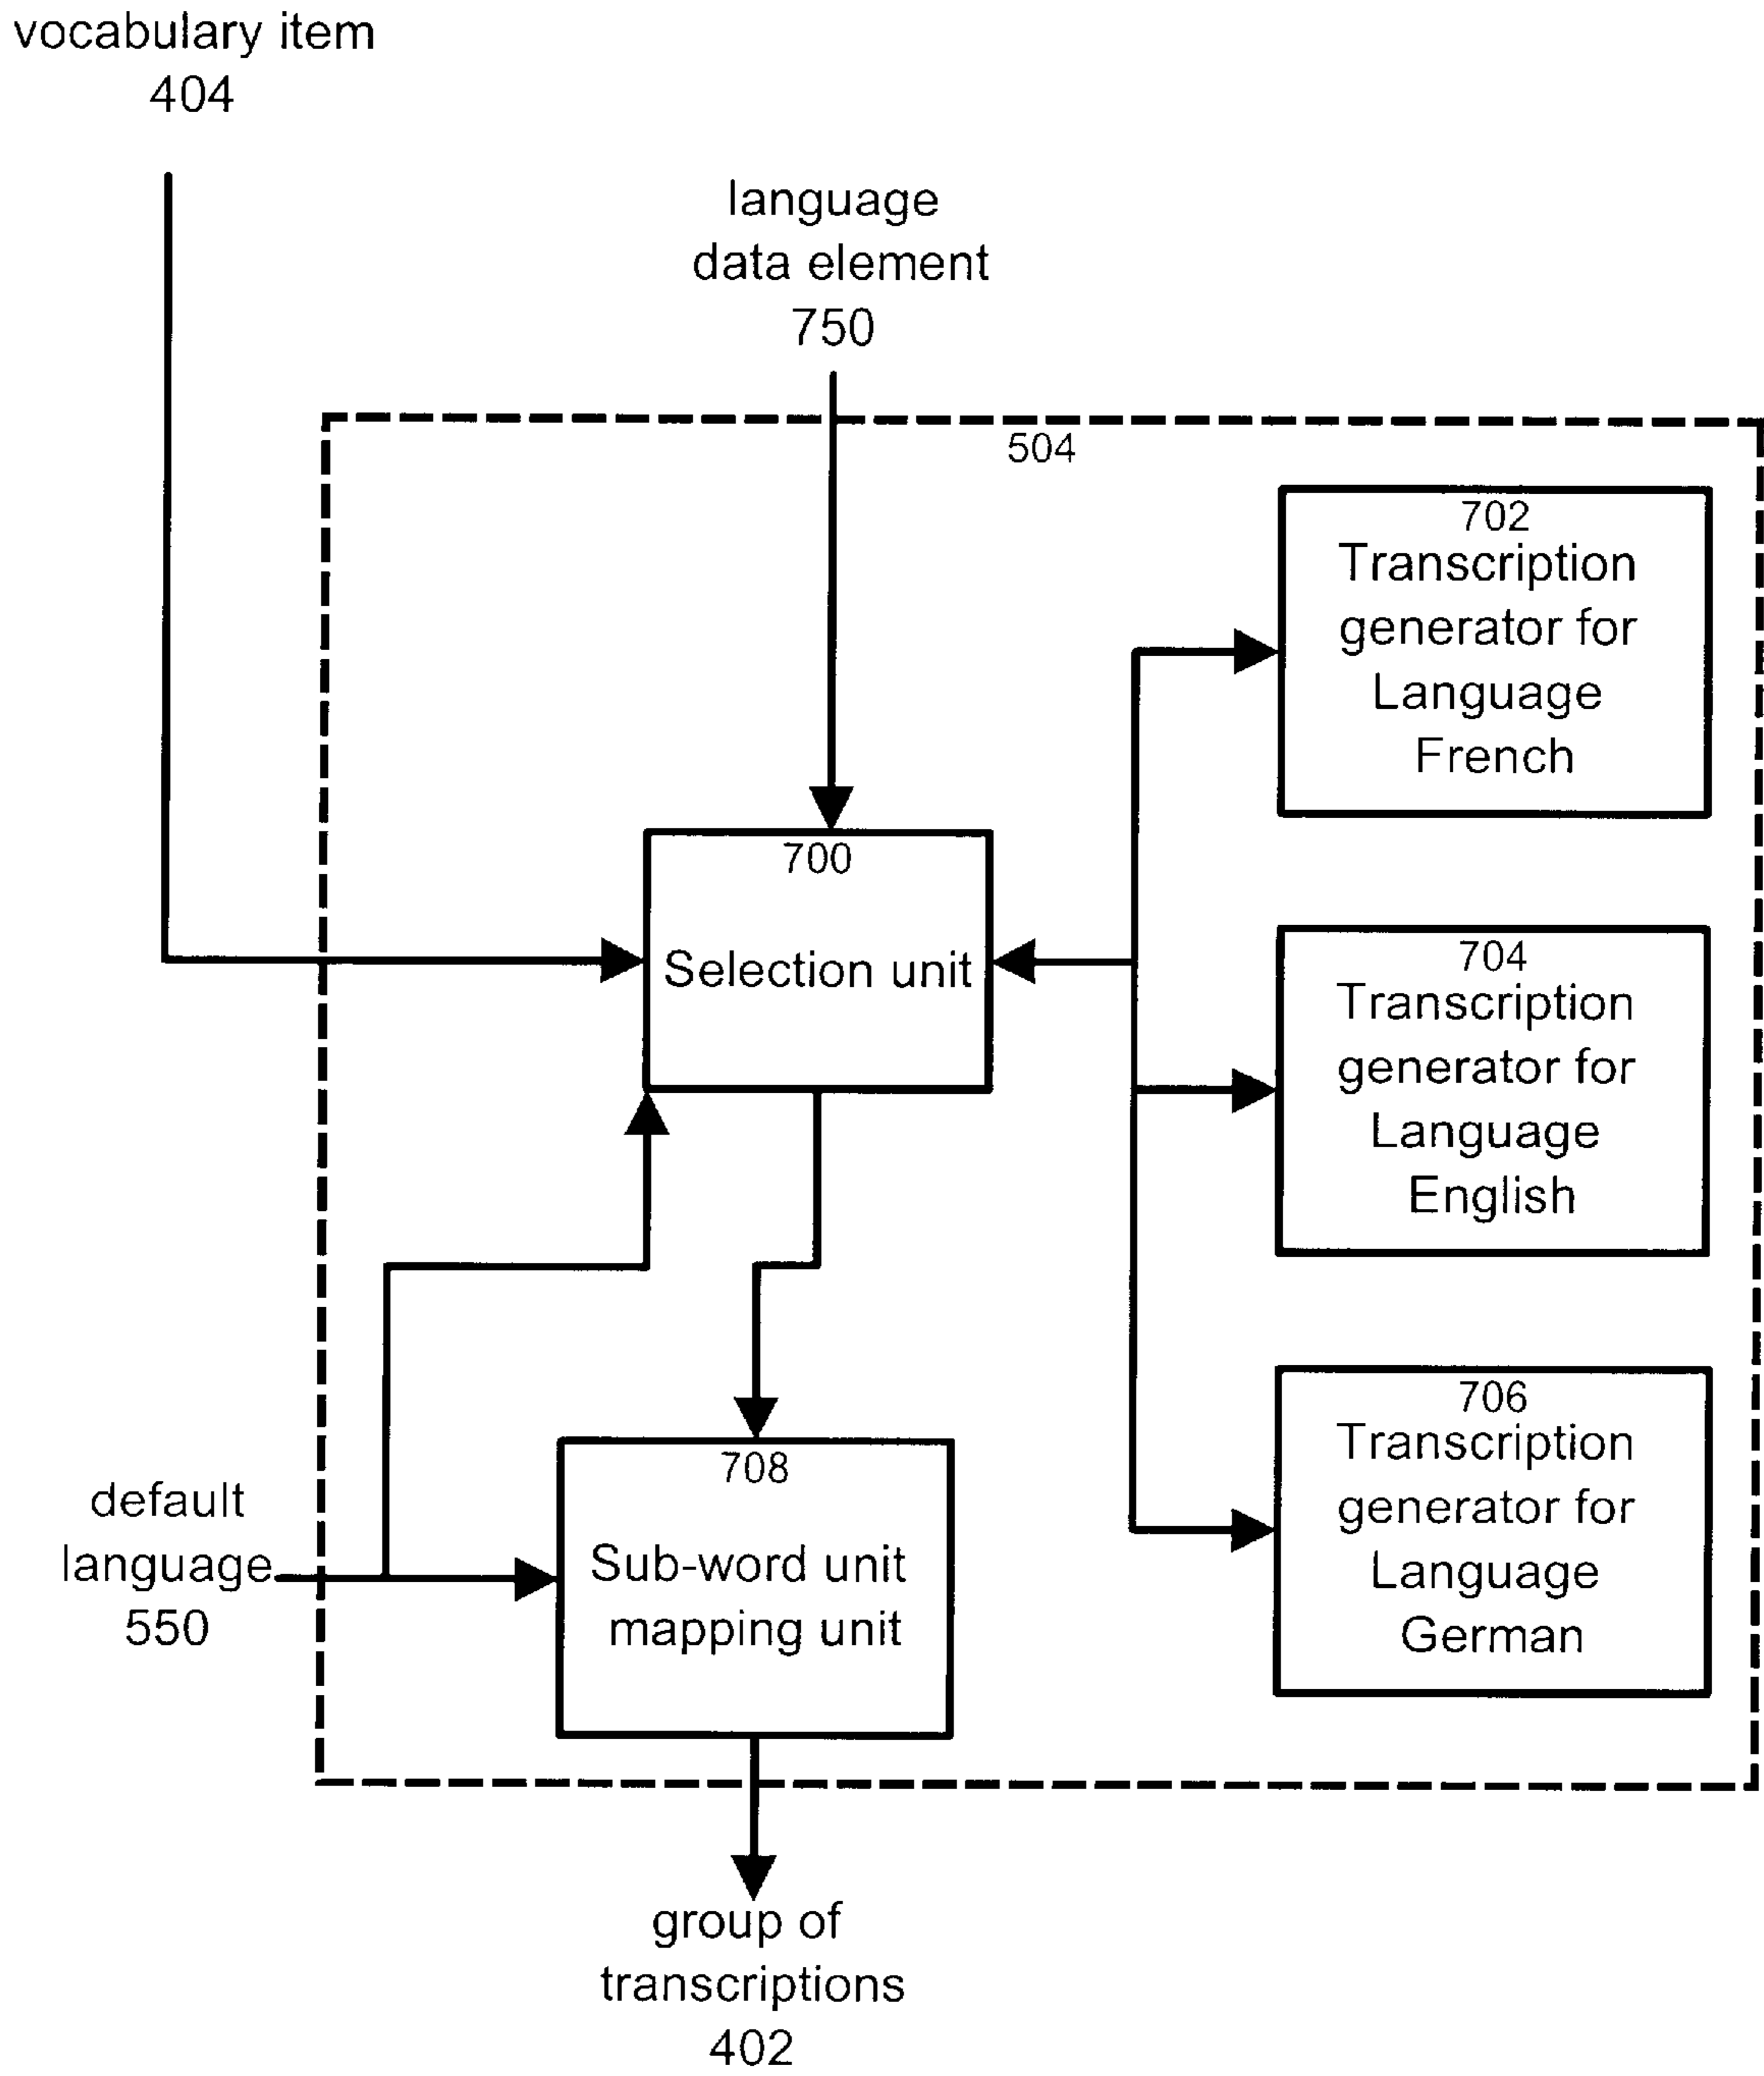 vocabulary item
404
language
data element
750
504
702
Transcription
generator for
Language
French
700
Selection unit
704
Transcription
generator for
Language
English
706
Transcription
generator for
Language
German
708
Sub-word unit
mapping unit
default
language
550
group of
transcriptions
402